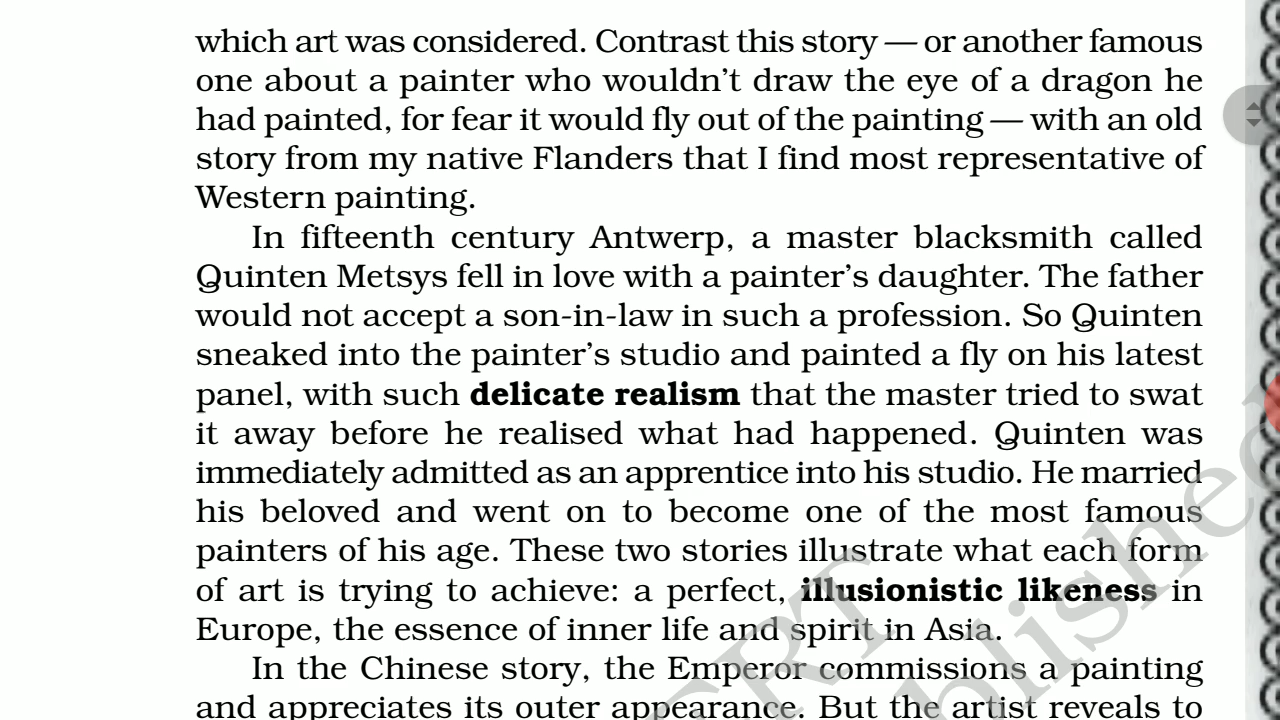 which art was considered. Contrast this story — or another famous
one about a painter who wouldn't draw the eye of a dragon he
had painted, for fear it would fly out of the painting — with an old
story from my native Flanders that I find most representative of
Western painting.
In fifteenth century Antwerp, a master blacksmith called
Quinten Metsys fell in love with a painter's daughter. The father
would not accept a son-in-law in such a profession. So Quinten
sneaked into the painter's studio and painted a fly on his latest
panel, with such delicate realism that the master tried to swat
it away before he realised what had happened. Quinten was
immediately admitted as an apprentice into his studio. He married
his beloved and went on to become one of the most famous
painters of his age. These two stories illustrate what each form
of art is trying to achieve: a perfect, illusionistic likeness in
Europe, the essence of inner life and spirit in Asia.
In the Chinese story, the Emperor commissions a painting
and appreciates its outer appearance. But the artist reveals to